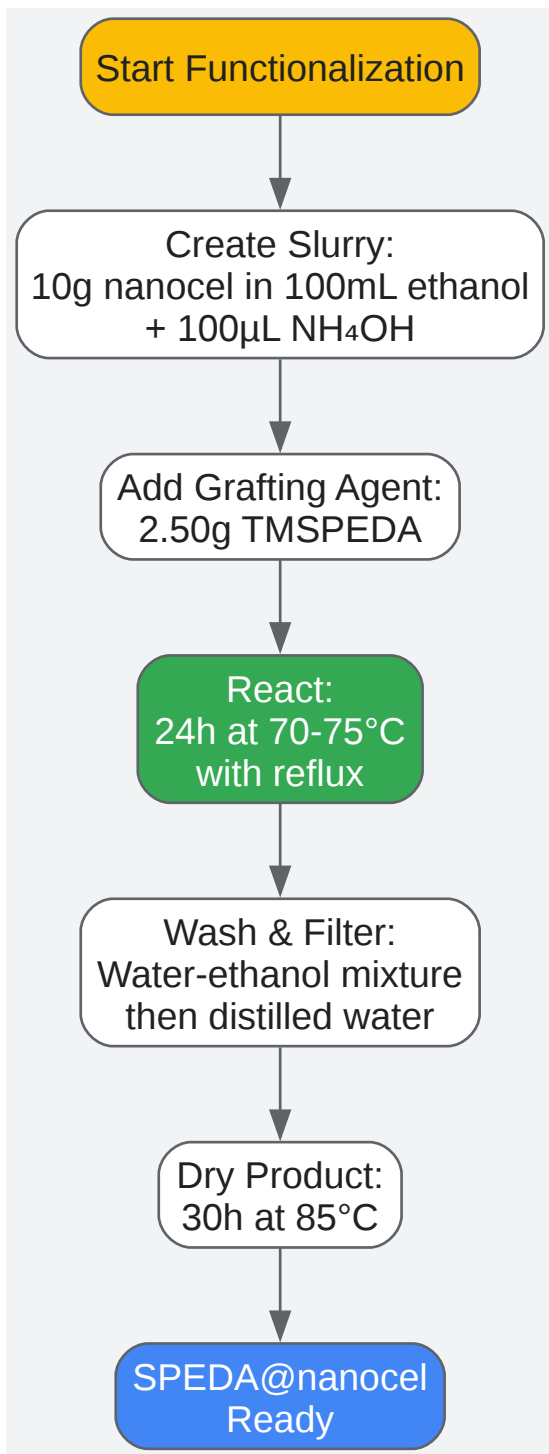 Start Functionalization
Create Slurry:
10g nanocel in 100mL ethanol
+ 100µL NH₄OH
Add Grafting Agent:
2.50g TMSPEDA
React:
24h at 70-75°C
with reflux
Wash & Filter:
Water-ethanol mixture
then distilled water
Dry Product:
30h at 85°C
SPEDA@nanocel
Ready